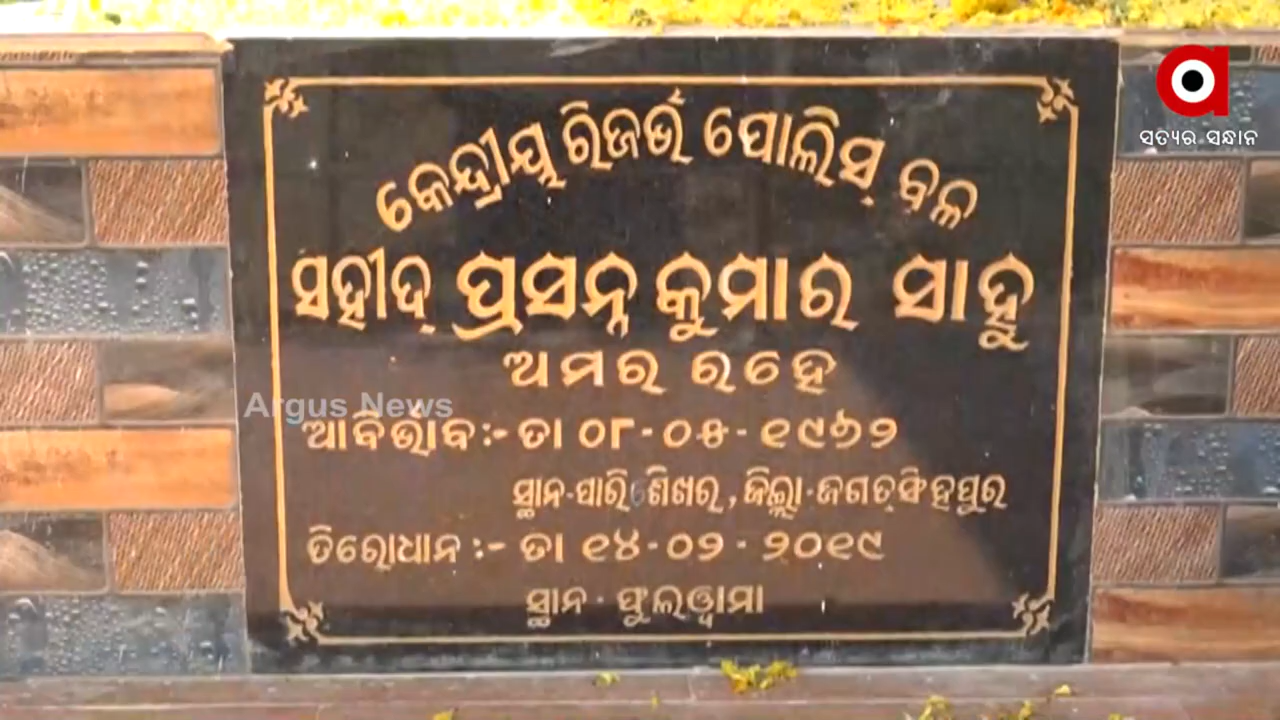 ସତ୍ୟର ସନ୍ଧାନ
କେନ୍ଦ୍ରୀୟ ରିଜର୍ଭ ପୋଲିସ୍ ବଳ
ସହୀଦ୍ ପ୍ରସନ୍ନ କୁମାର ସାହୁ
ଅମର ରହେ
Argus News
ଆବିର୍ଭାବ:- ତା ୦୮-୦୫-୧୯୬୨
ସ୍ଥାନ-ପାରି ଶିଖର, ଜିଲ୍ଲା-ଜଗତ୍‌ସିଂହପୁର
ତିରୋଧାନ:- ତା ୧୪-୦୨-୨୦୧୯
ସ୍ଥାନ- ଫୁଲୱାମା